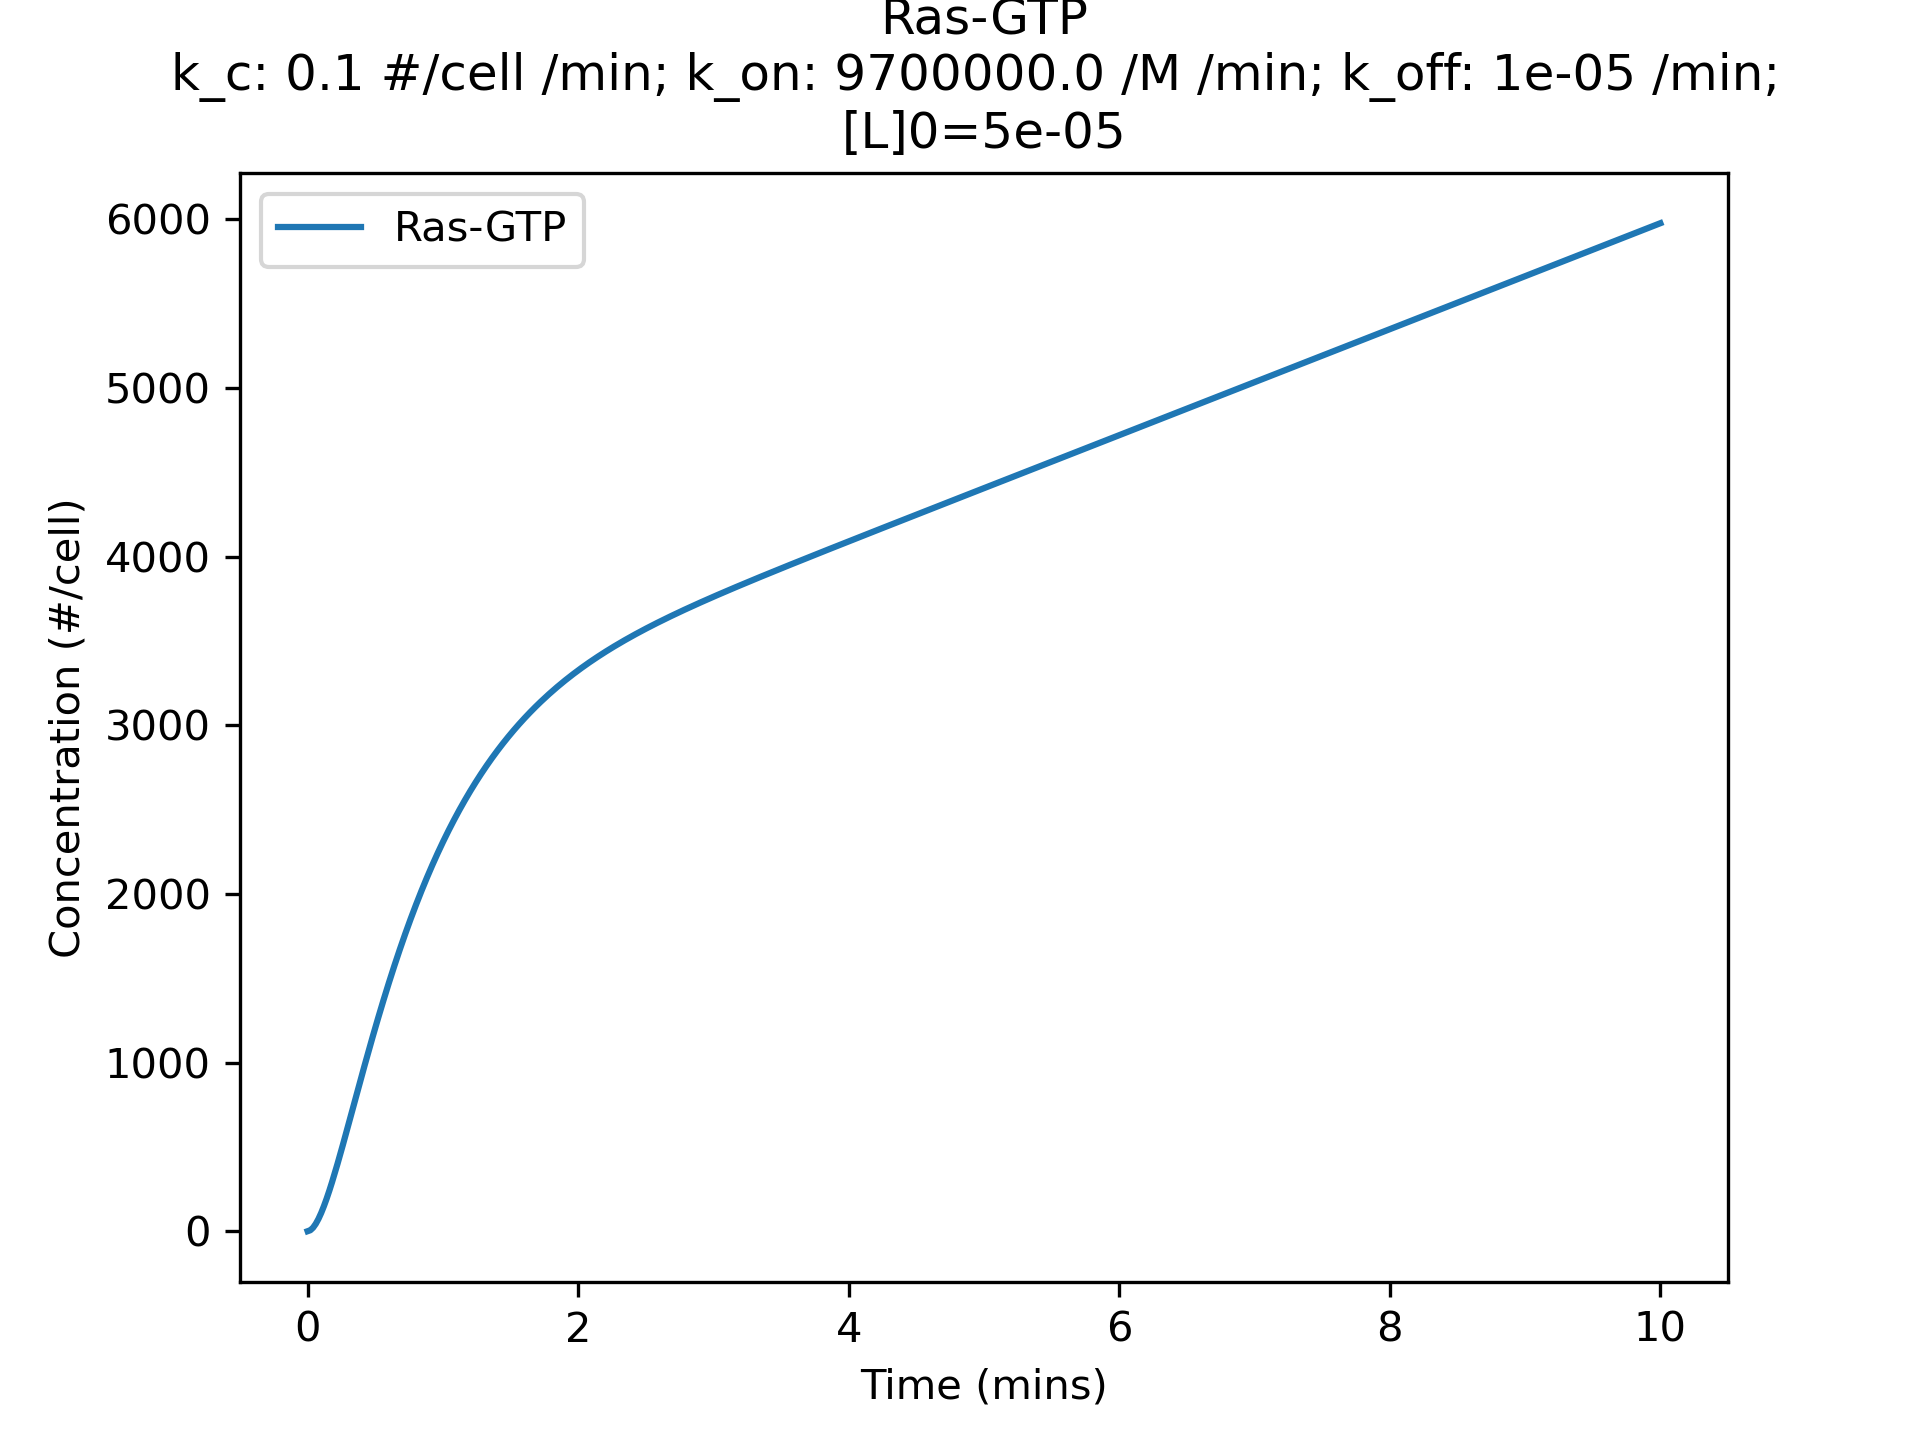 Ras-GTP
k_c: 0.1 #/cell /min; k_on: 9700000.0 /M /min; k_off: 1e-05 /min;
[L]0=5e-05
Ras-GTP
6000
5000
4000
3000
2000
1000
0
Concentration (#/cell)
0 2 4 6 8 10
Time (mins)